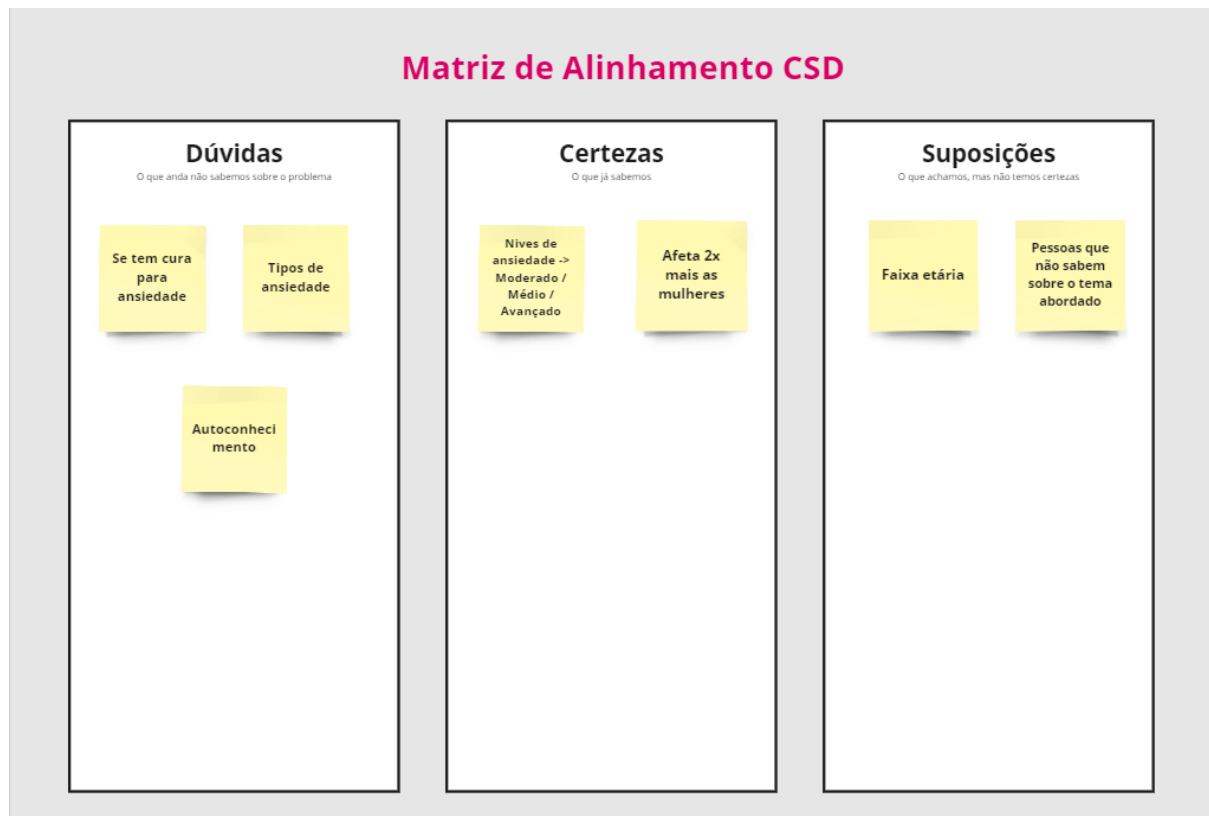 Matriz de Alinhamento CSD
Dúvidas
O que anda não sabemos sobre o problema
Se tem cura
para
ansiedade
Tipos de
ansiedade
Autoconheci
mento
Certezas
O que já sabemos
Nives de
ansiedade ->
Moderado /
Médio /
Avançado
Afeta 2x
mais as
mulheres
Suposições
O que achamos, mas não temos certezas
Faixa etária
Pessoas que
não sabem
sobre o tema
abordado